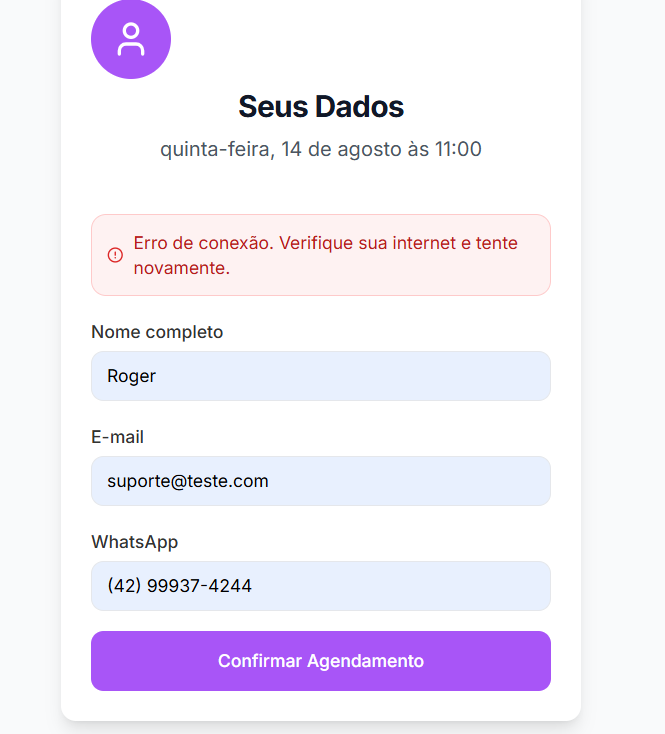 Seus Dados
quinta-feira, 14 de agosto às 11:00
Erro de conexão. Verifique sua internet e tente
novamente.
Nome completo
Roger
E-mail
suporte@teste.com
WhatsApp
(42) 99937-4244
Confirmar Agendamento